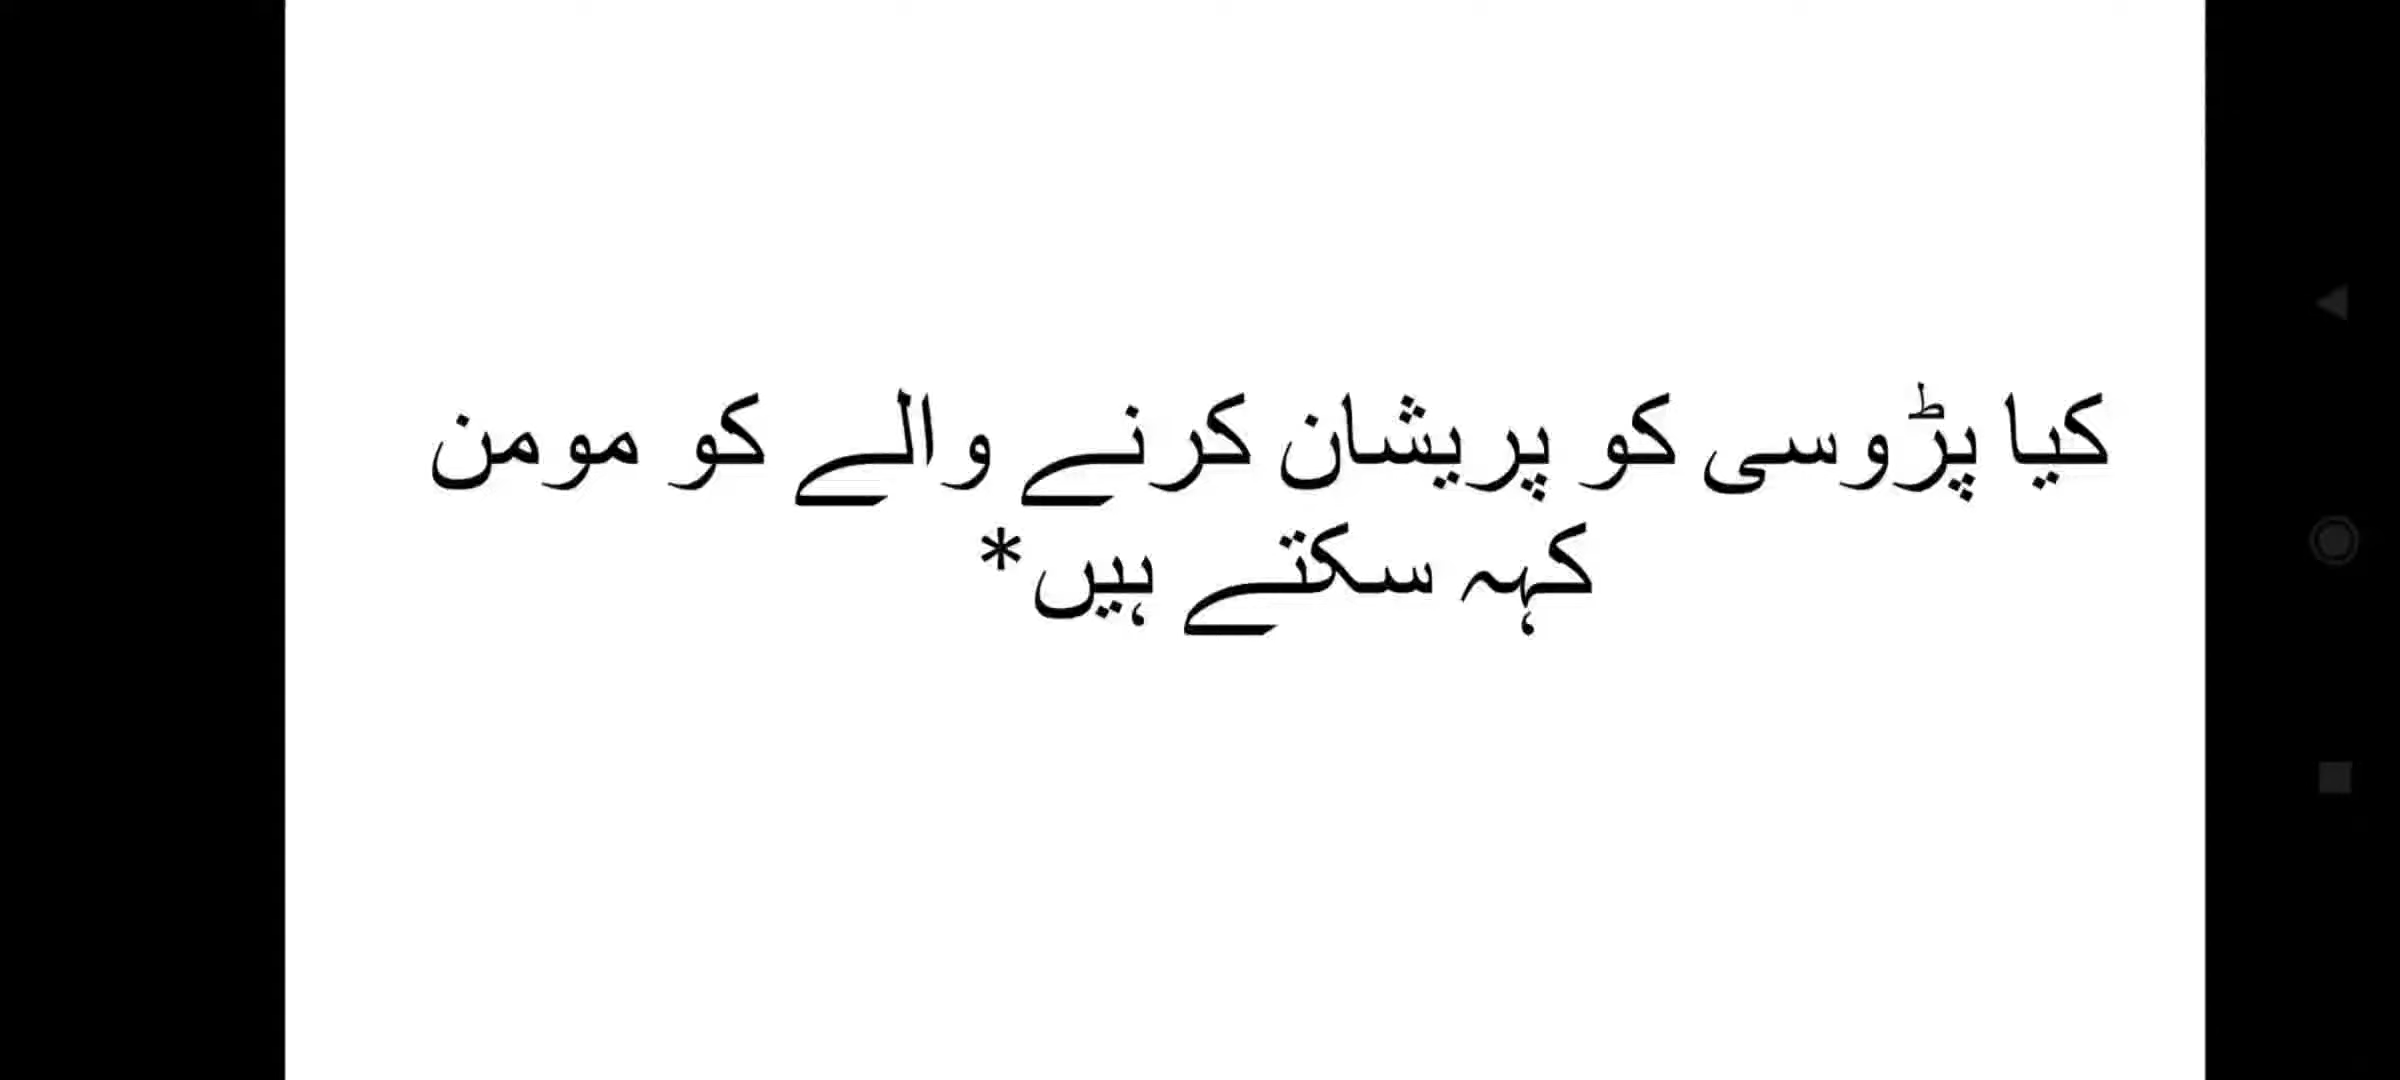 کیا پڑوسی کو پریشان کرنے والے کو مومن
کہہ سکتے ہیں*